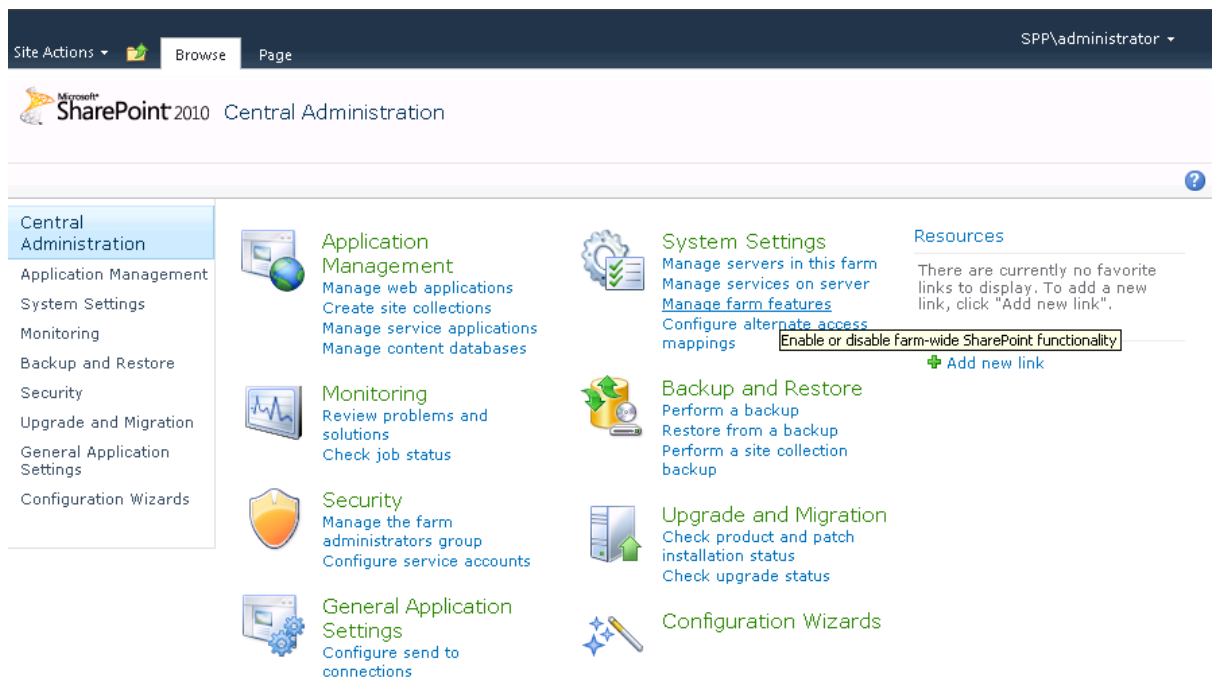 SPP\administrator
Site Actions
Browse
Page
Microsoft®
SharePoint 2010
Central Administration
Central
Administration
Application Management
System Settings
Monitoring
Backup and Restore
Security
Upgrade and Migration
General Application
Settings
Configuration Wizards
Application
Management
Manage web applications
Create site collections
Manage service applications
Manage content databases
Monitoring
Review problems and
solutions
Check job status
Security
Manage the farm
administrators group
Configure service accounts
General Application
Settings
Configure send to
connections
System Settings
Manage servers in this farm
Manage services on server
Manage farm features
Configure alternate access
mappings
Enable or disable farm-wide SharePoint functionality
Backup and Restore
Perform a backup
Restore from a backup
Perform a site collection
backup
Upgrade and Migration
Check product and patch
installation status
Check upgrade status
Configuration Wizards
Resources
There are currently no favorite
links to display. To add a new
link, click "Add new link".
Add new link